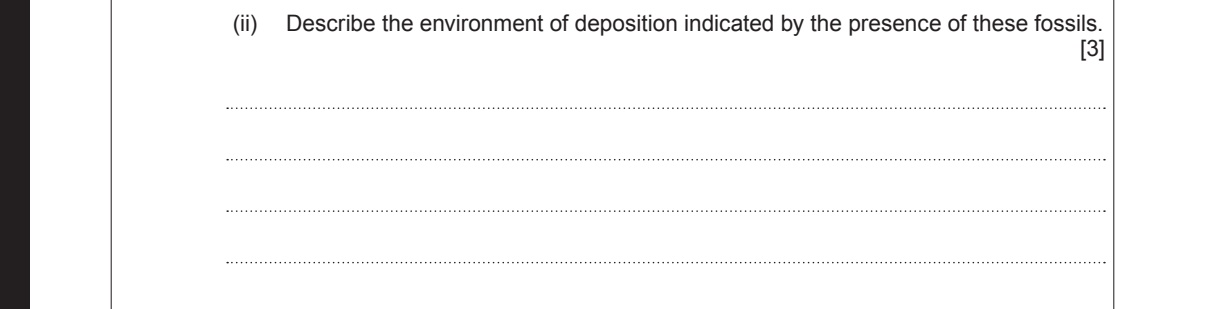 (ii) Describe the environment of deposition indicated by the presence of these fossils.
[3]